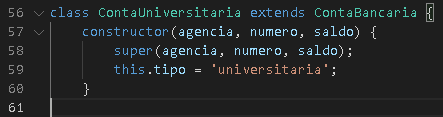 56 class ContaUniversitaria extends ContaBancaria {
57     constructor(agencia, numero, saldo) {
58         super(agencia, numero, saldo);
59         this.tipo = 'universitaria';
60     }
61